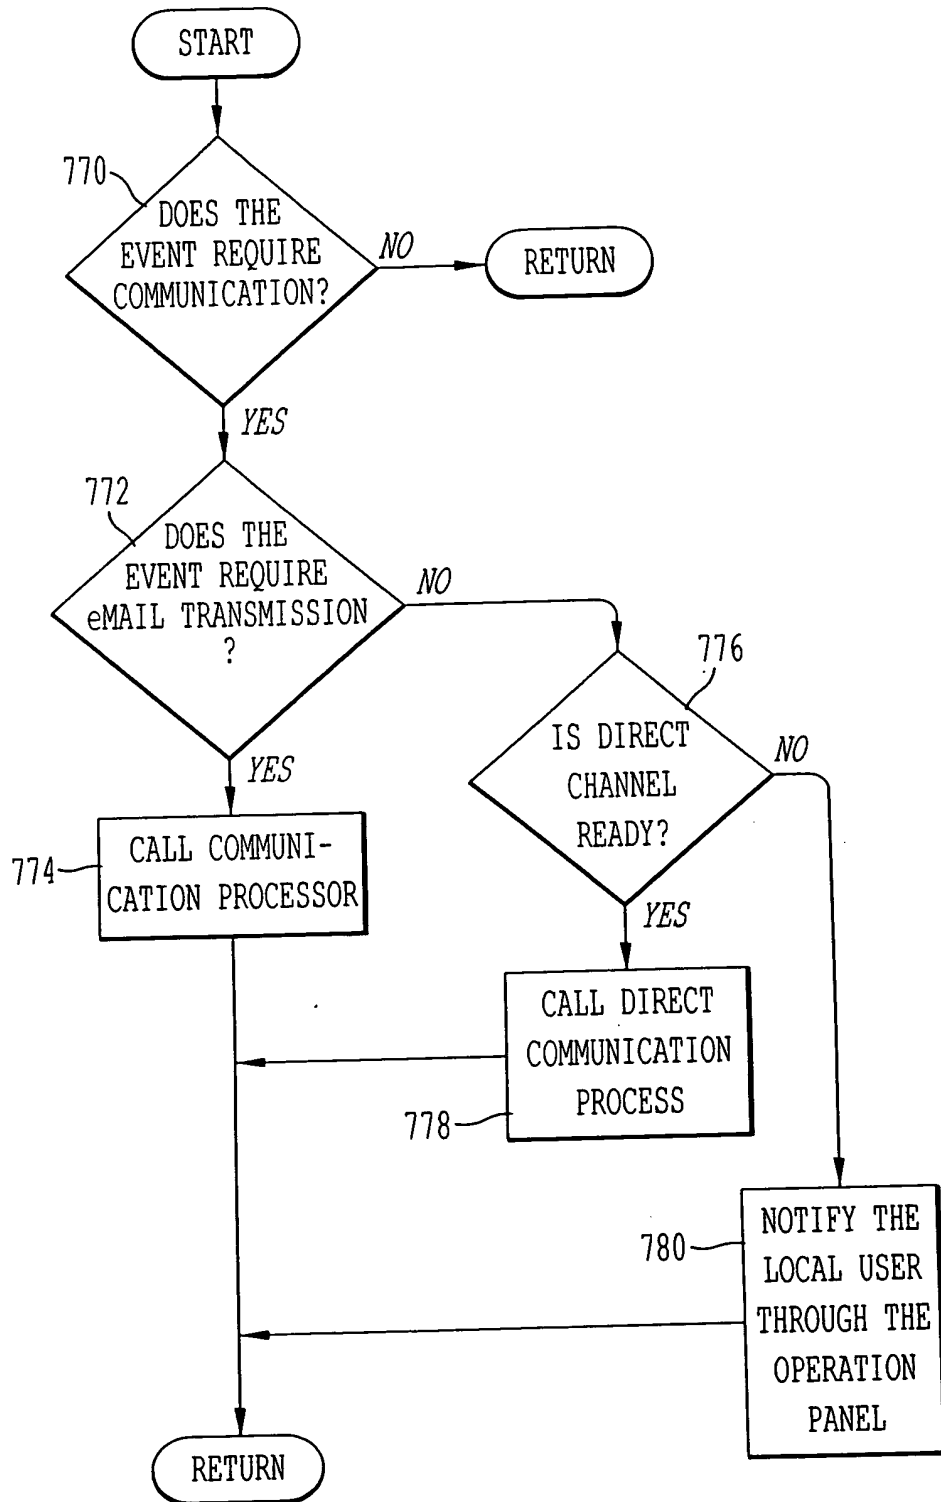 START
770
DOES THE
EVENT REQUIRE
COMMUNICATION?
NO
RETURN
YES
772
DOES THE
EVENT REQUIRE
eMAIL TRANSMISSION
?
NO
776
IS DIRECT
CHANNEL
READY?
NO
YES
774
CALL COMMUNI-
CATION PROCESSOR
YES
CALL DIRECT
COMMUNICATION
PROCESS
778
780
NOTIFY THE
LOCAL USER
THROUGH THE
OPERATION
PANEL
RETURN